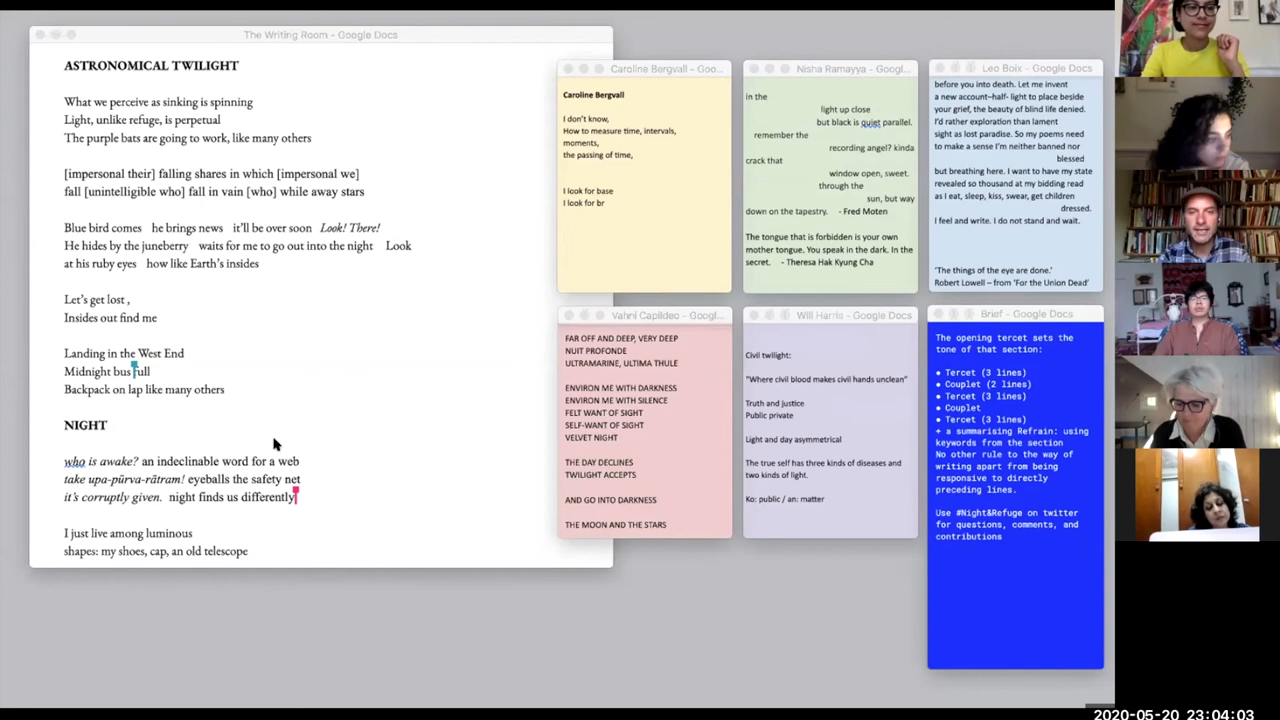 The Writing Room - Google Docs
ASTRONOMICAL TWILIGHT
What we perceive as sinking is spinning
Light, unlike refuge, is perpetual
The purple bats are going to work, like many others
[impersonal their] falling shares in which [impersonal we]
fall [unintelligible who] fall in vain [who] while away stars
Blue bird comes he brings news it'll be over soon Look! There!
He hides by the juneberry waits for me to go out into the night Look
at his ruby eyes how like Earth's insides
Let's get lost ,
Insides out find me
Landing in the West End
Midnight bus full
Backpack on lap like many others
NIGHT
who is awake? an indeclinable word for a web
take upa-pūrva-rātram! eyeballs the safety net
it's corruptly given. night finds us differently
I just live among luminous
shapes: my shoes, cap, an old telescope
Caroline Bergvall - Goo...
Caroline Bergvall
I don't know,
How to measure time, intervals,
moments,
the passing of time,
I look for base
I look for br
Nisha Ramayya - Googl...
in the
light up close
but black is quiet parallel.
remember the
recording angel? kinda
crack that
window open, sweet.
through the
sun, but way
down on the tapestry. - Fred Moten
The tongue that is forbidden is your own
mother tongue. You speak in the dark. In the
secret. - Theresa Hak Kyung Cha
Leo Boix - Google Docs
before you into death. Let me invent
a new account–half- light to place beside
your grief, the beauty of blind life denied.
I'd rather exploration than lament
sight as lost paradise. So my poems need
to make a sense I'm neither banned nor
blessed
but breathing here. I want to have my state
revealed so thousand at my bidding read
as I eat, sleep, kiss, swear, get children
dressed.
I feel and write. I do not stand and wait.
'The things of the eye are done.'
Robert Lowell – from 'For the Union Dead'
Vahni Capildeo - Googl...
FAR OFF AND DEEP, VERY DEEP
NUIT PROFONDE
ULTRAMARINE, ULTIMA THULE
ENVIRON ME WITH DARKNESS
ENVIRON ME WITH SILENCE
FELT WANT OF SIGHT
SELF-WANT OF SIGHT
VELVET NIGHT
THE DAY DECLINES
TWILIGHT ACCEPTS
AND GO INTO DARKNESS
THE MOON AND THE STARS
Will Harris - Google Docs
Civil twilight:
"Where civil blood makes civil hands unclean"
Truth and justice
Public private
Light and day asymmetrical
The true self has three kinds of diseases and
two kinds of light.
Ko: public / an: matter
Brief - Google Docs
The opening tercet sets the
tone of that section:
● Tercet (3 lines)
● Couplet (2 lines)
● Tercet (3 lines)
● Couplet
● Tercet (3 lines)
+ a summarising Refrain: using
keywords from the section
No other rule to the way of
writing apart from being
responsive to directly
preceding lines.
Use #Night&Refuge on twitter
for questions, comments, and
contributions
2020-05-20 23:04:03